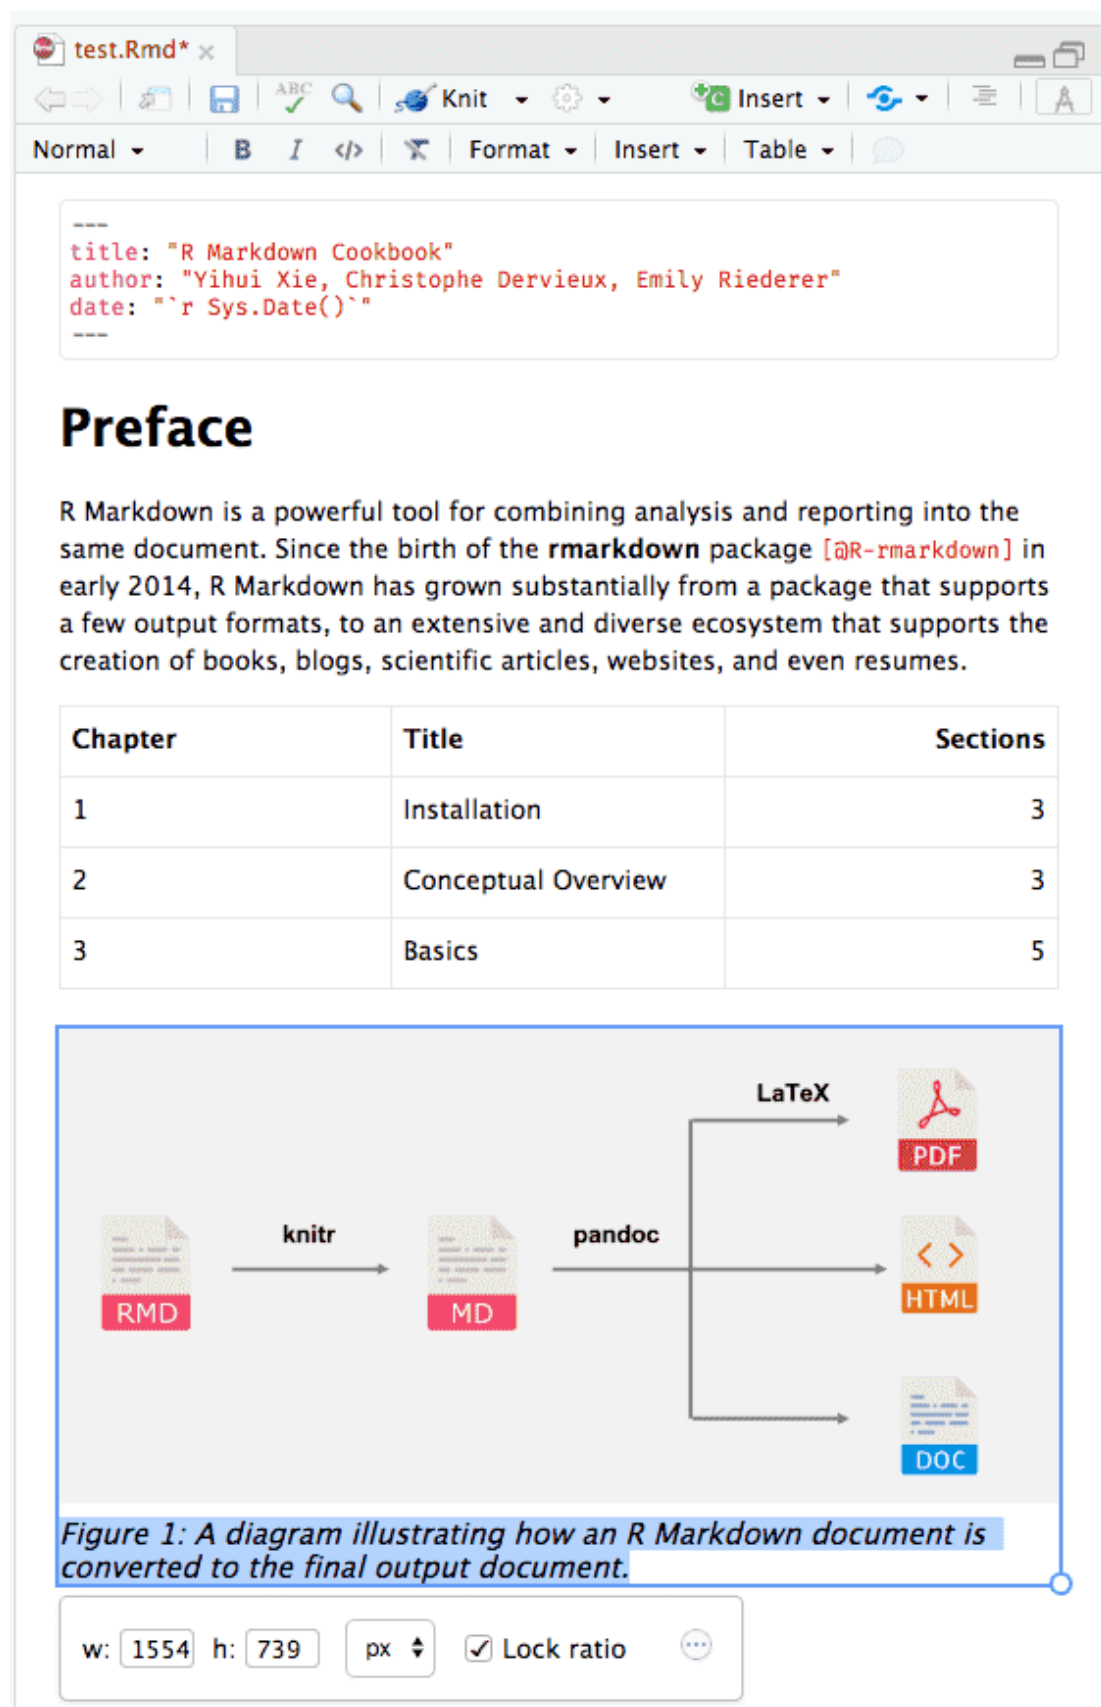 test.Rmd*
ABC Knit Insert
Normal B I </> Format Insert Table
---
title: "R Markdown Cookbook"
author: "Yihui Xie, Christophe Dervieux, Emily Riederer"
date: "`r Sys.Date()`"
---
Preface
R Markdown is a powerful tool for combining analysis and reporting into the
same document. Since the birth of the rmarkdown package [@R-rmarkdown] in
early 2014, R Markdown has grown substantially from a package that supports
a few output formats, to an extensive and diverse ecosystem that supports the
creation of books, blogs, scientific articles, websites, and even resumes.
Chapter Title Sections
1 Installation 3
2 Conceptual Overview 3
3 Basics 5
LaTeX
PDF
knitr pandoc
RMD MD HTML
DOC
Figure 1: A diagram illustrating how an R Markdown document is
converted to the final output document.
w: 1554 h: 739 px Lock ratio